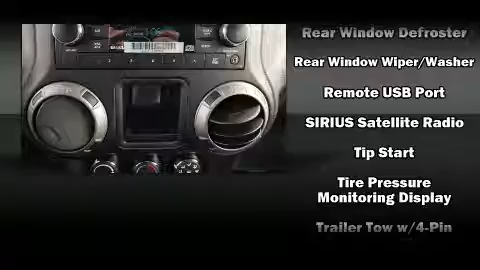 Rear Window Defroster
Rear Window Wiper/Washer
Remote USB Port
SIRIUS Satellite Radio
Tip Start
Tire Pressure
Monitoring Display
Trailer Tow w/4-Pin